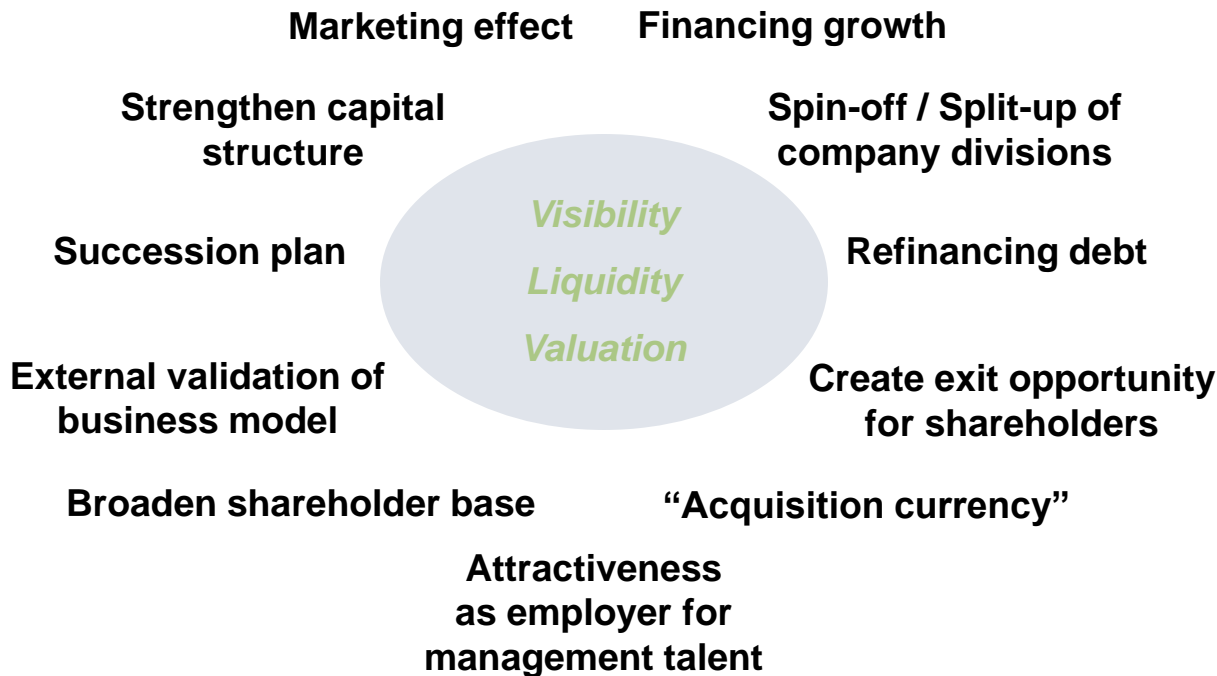 Marketing effect
Financing growth
Strengthen capital
structure
Spin-off / Split-up of
company divisions
Visibility
Succession plan
Liquidity
Refinancing debt
Valuation
External validation of
business model
Create exit opportunity
for shareholders
Broaden shareholder base
“Acquisition currency”
Attractiveness
as employer for
management talent